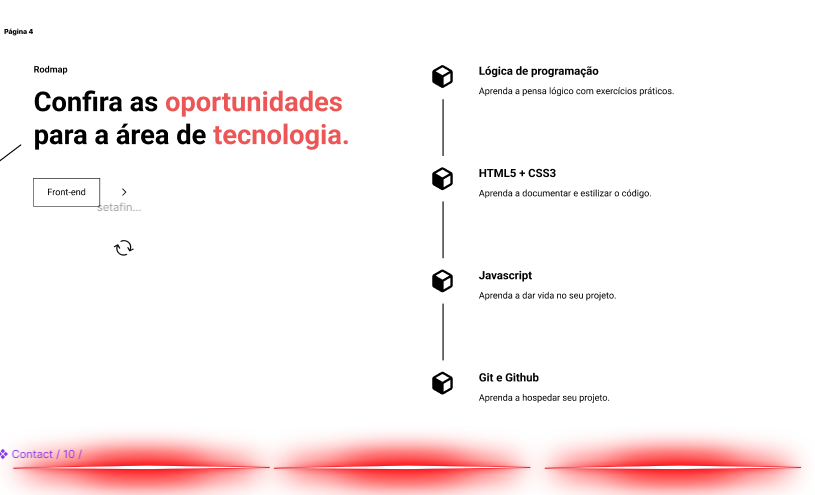 Página 4
Rodmap
Confira as oportunidades
para a área de tecnologia.
Front-end
setafin...
Lógica de programação
Aprenda a pensa lógico com exercícios práticos.
HTML5 + CSS3
Aprenda a documentar e estilizar o código.
Javascript
Aprenda a dar vida no seu projeto.
Git e Github
Aprenda a hospedar seu projeto.
Contact / 10 /